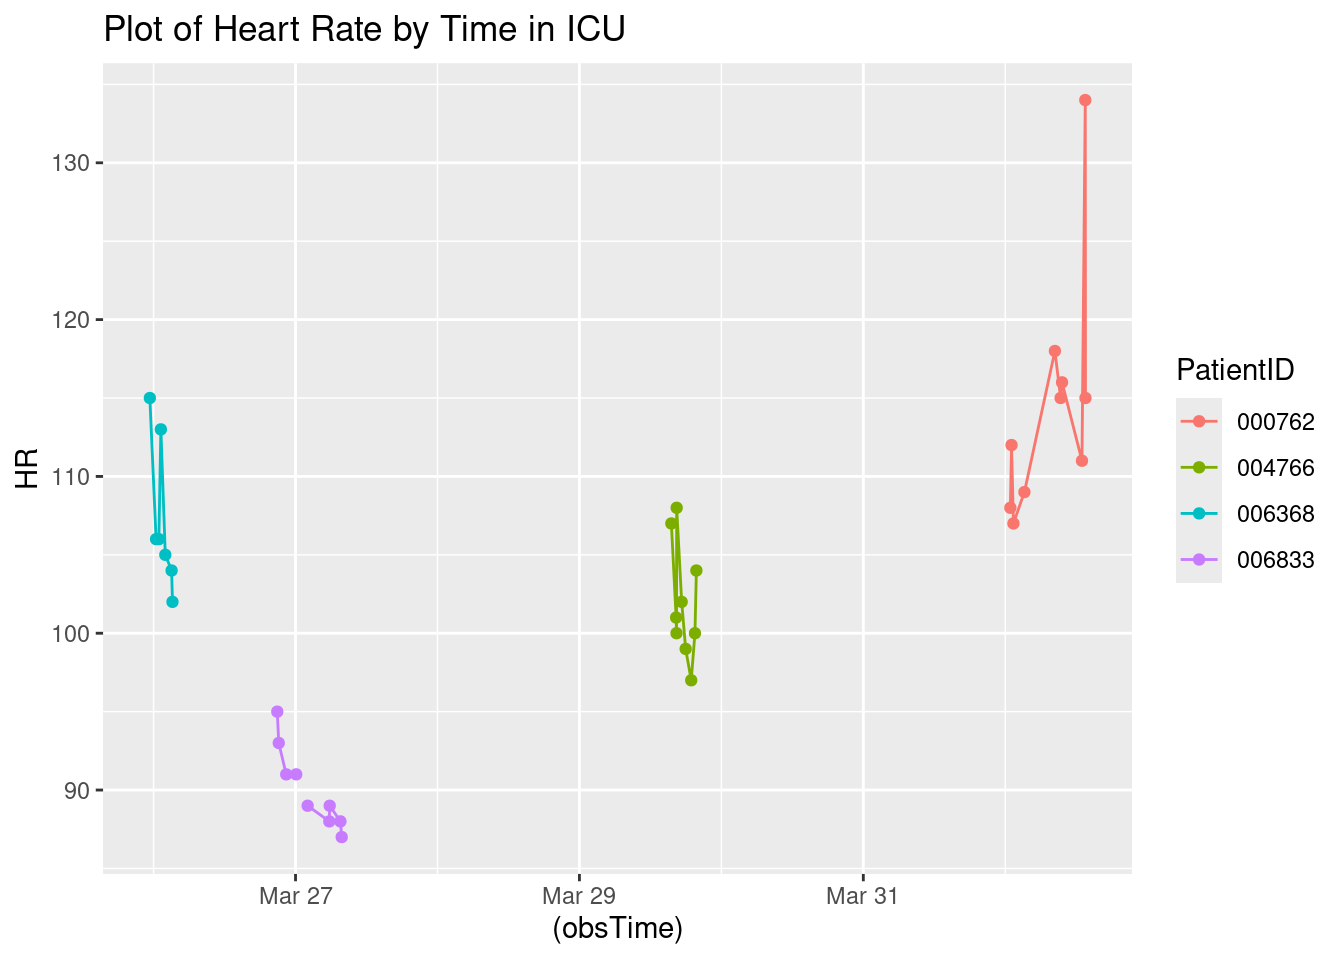 Plot of Heart Rate by Time in ICU
130
120
110
100
90
HR
Mar 27
Mar 29
Mar 31
(obsTime)
PatientID
000762
004766
006368
006833